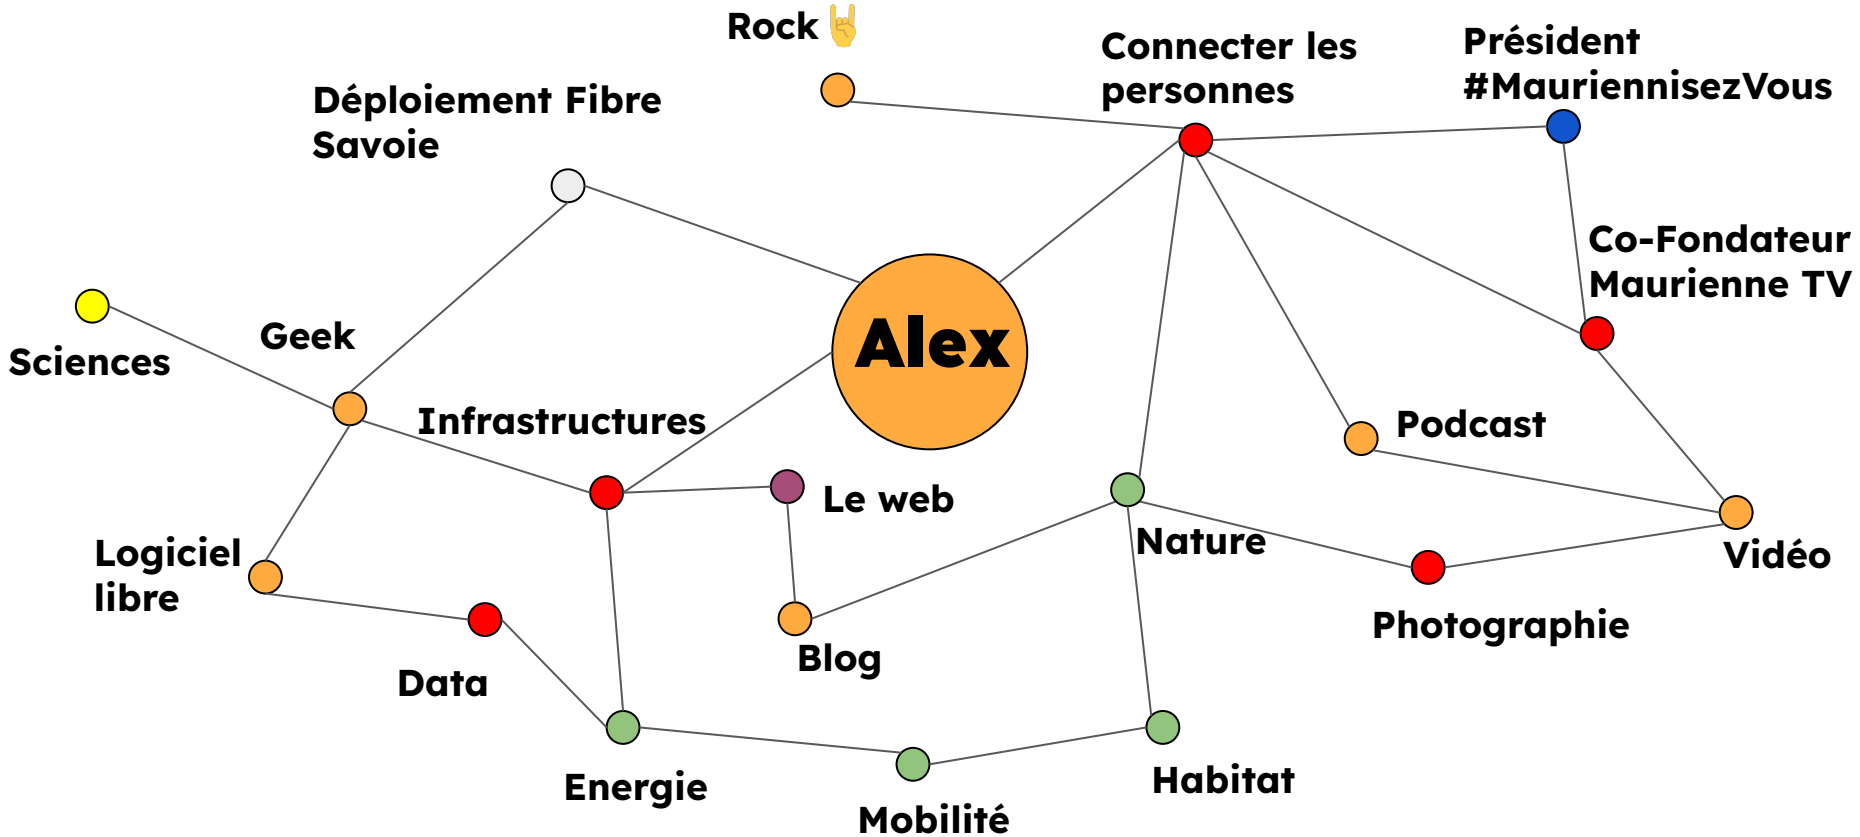 Rock🤘
Connecter les
personnes
Président
#MauriennisezVous
Déploiement Fibre
Savoie
Co-Fondateur
Maurienne TV
Sciences
Geek
Alex
Infrastructures
Podcast
Le web
Nature
Vidéo
Logiciel
libre
Photographie
Blog
Data
Energie
Habitat
Mobilité